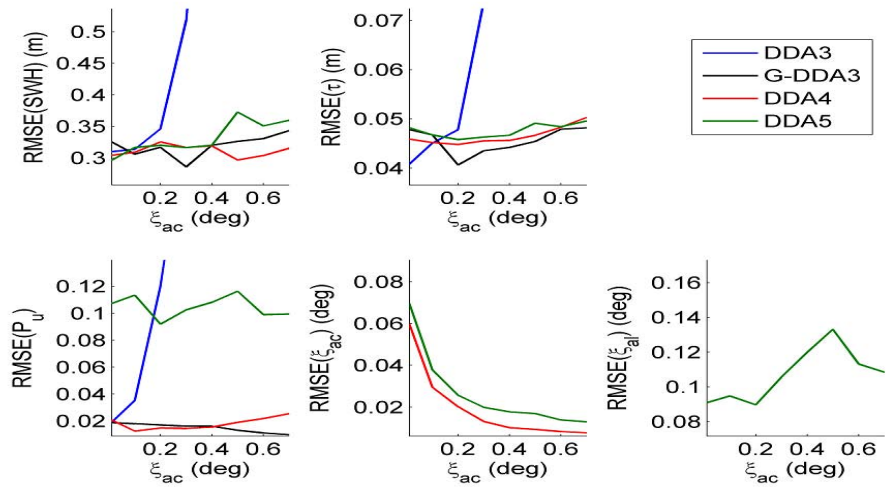 RMSE(SWH) (m)
0.5
0.45
0.4
0.35
0.3
0.2 0.4 0.6
ξac (deg)
RMSE(τ) (m)
0.07
0.06
0.05
0.04
0.2 0.4 0.6
ξac (deg)
DDA3
G-DDA3
DDA4
DDA5
RMSE(Pu)
0.12
0.1
0.08
0.06
0.04
0.02
0.2 0.4 0.6
ξac (deg)
RMSE(ξac) (deg)
0.08
0.06
0.04
0.02
0.2 0.4 0.6
ξac (deg)
RMSE(ξal) (deg)
0.16
0.14
0.12
0.1
0.08
0.2 0.4 0.6
ξac (deg)